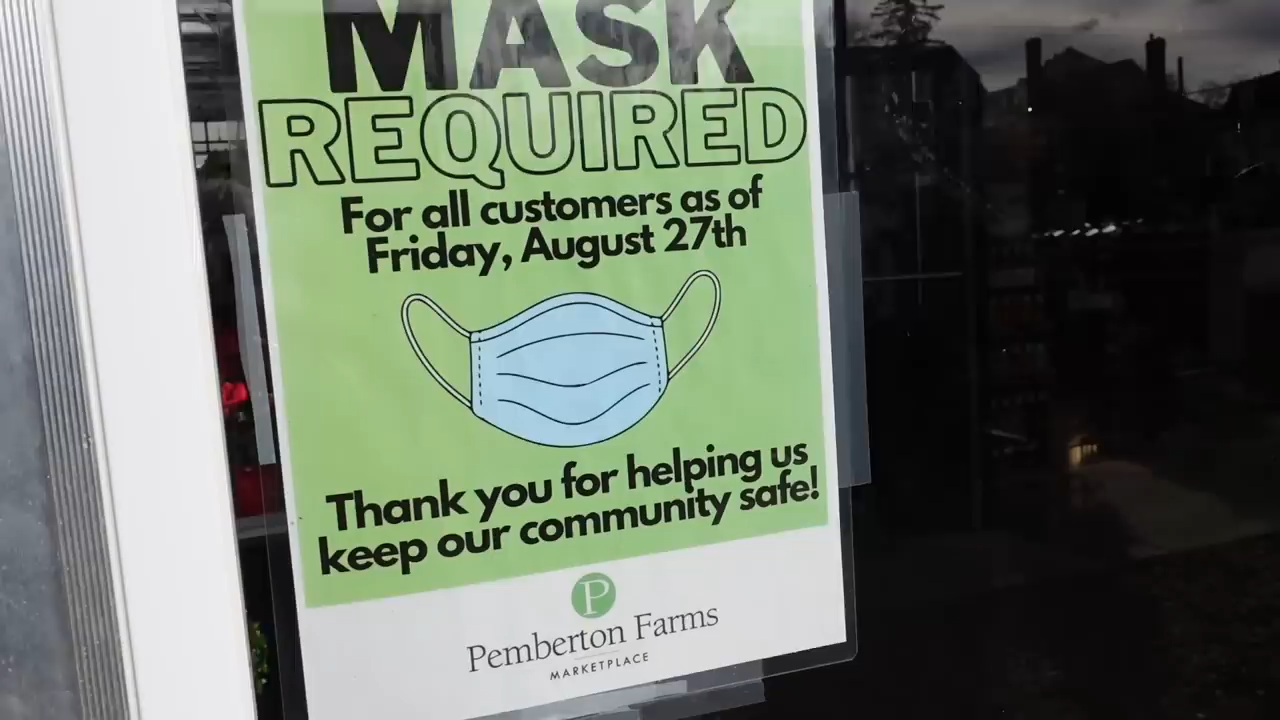 MASK
REQUIRED
For all customers as of
Friday, August 27th
Thank you for helping us
keep our community safe!
P
Pemberton Farms
MARKETPLACE